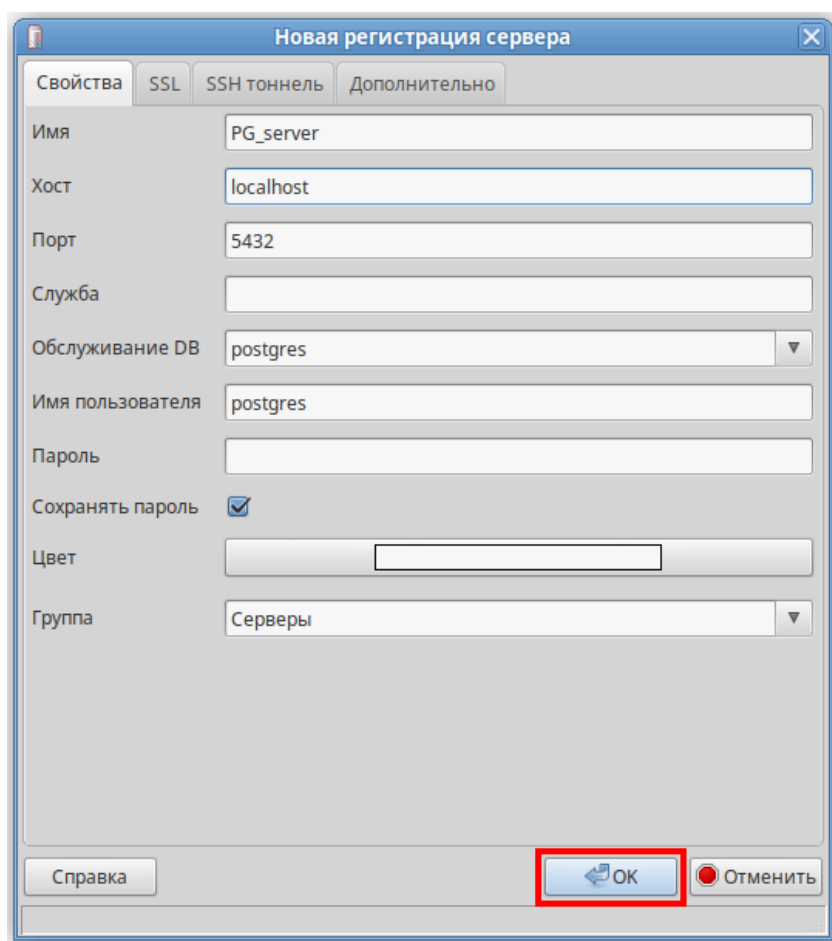 Новая регистрация сервера
Свойства SSL SSH тоннель Дополнительно
Имя PG_server
Хост localhost
Порт 5432
Служба
Обслуживание DB postgres
Имя пользователя postgres
Пароль
Сохранять пароль
Цвет
Группа Серверы
Справка OK Отменить